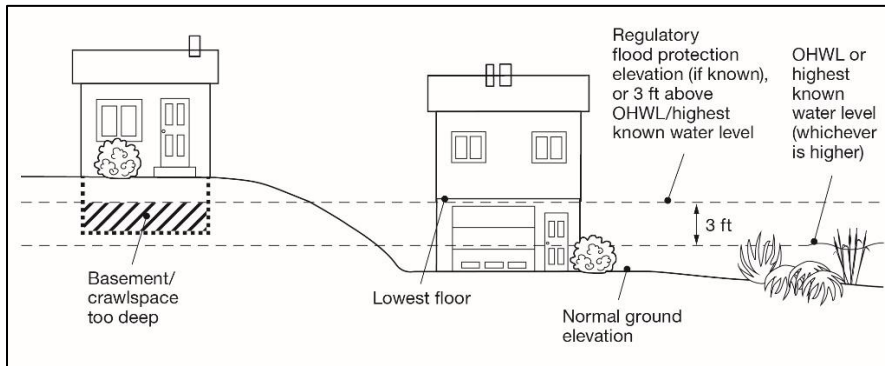 Regulatory
flood protection
elevation (if known),
or 3 ft above
OHWL/highest
known water level
OHWL or
highest
known
water level
(whichever
is higher)
3 ft
Basement/
crawlspace
too deep
Lowest floor
Normal ground
elevation